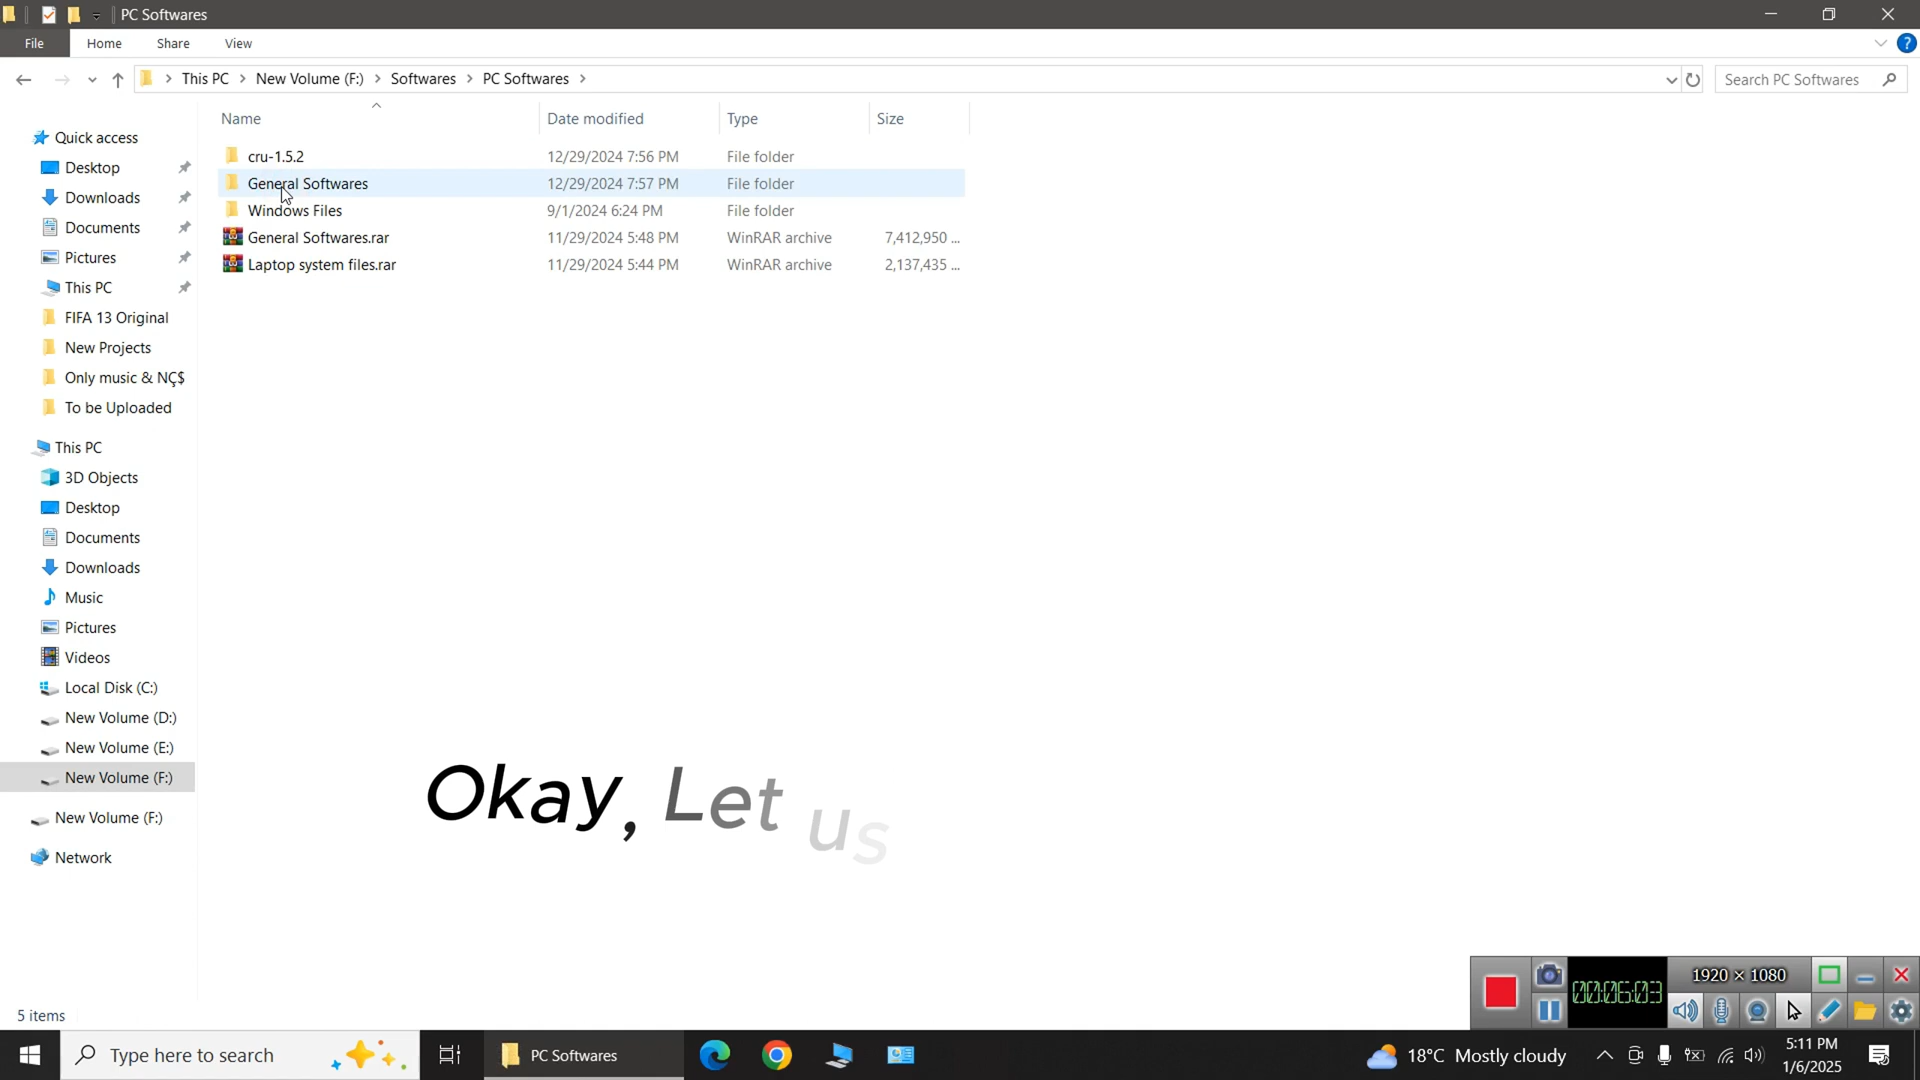 PC Softwares
File Home Share View
This PC New Volume (F:) Softwares PC Softwares
Search PC Softwares
Name Date modified Type Size
cru-1.5.2 12/29/2024 7:56 PM File folder
General Softwares 12/29/2024 7:57 PM File folder
Windows Files 9/1/2024 6:24 PM File folder
General Softwares.rar 11/29/2024 5:48 PM WinRAR archive 7,412,950 ...
Laptop system files.rar 11/29/2024 5:44 PM WinRAR archive 2,137,435 ...
Quick access
Desktop
Downloads
Documents
Pictures
This PC
FIFA 13 Original
New Projects
Only music & NÇ$
To be Uploaded
This PC
3D Objects
Desktop
Documents
Downloads
Music
Pictures
Videos
Local Disk (C:)
New Volume (D:)
New Volume (E:)
New Volume (F:)
New Volume (F:)
Network
Okay, Let us
5 items
00:06:03
1920 × 1080
Type here to search
PC Softwares
18°C Mostly cloudy
5:11 PM
1/6/2025